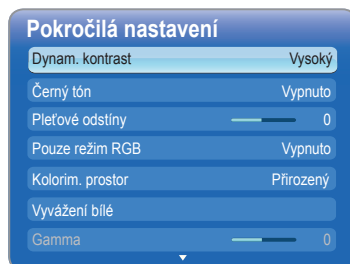 Pokročilá nastavení
Dynam. kontrast Vysoký
Černý tón Vypnuto
Pleťové odstíny 0
Pouze režim RGB Vypnuto
Kolorim. prostor Přirozený
Vyvážení bílé
Gamma 0